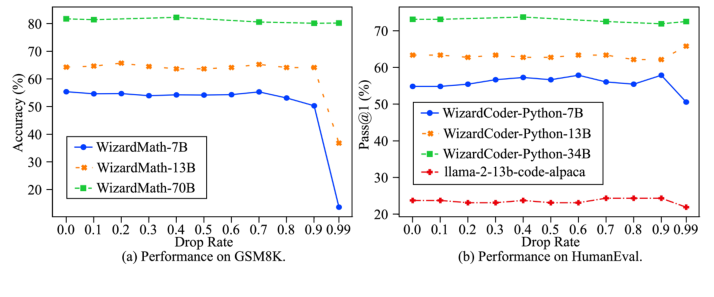 80
70
60
50
40
30
20
Accuracy (%)
WizardMath-7B
WizardMath-13B
WizardMath-70B
0.0 0.1 0.2 0.3 0.4 0.5 0.6 0.7 0.8 0.9 0.99
Drop Rate
(a) Performance on GSM8K.
70
60
50
40
30
20
Pass@1 (%)
WizardCoder-Python-7B
WizardCoder-Python-13B
WizardCoder-Python-34B
llama-2-13b-code-alpaca
0.0 0.1 0.2 0.3 0.4 0.5 0.6 0.7 0.8 0.9 0.99
Drop Rate
(b) Performance on HumanEval.